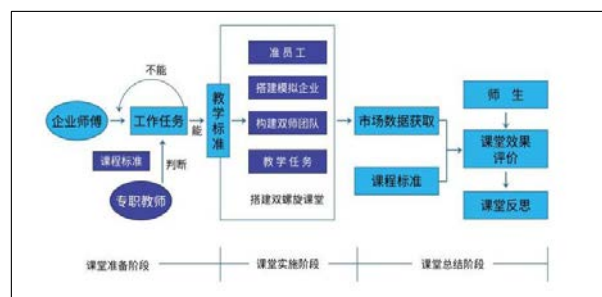 不能
企业师傅
工作任务
能
教学标准
课程标准
判断
专职教师
准员工
搭建模拟企业
构建双师团队
教学任务
搭建双螺旋课堂
市场数据获取
课程标准
师 生
课堂效果
评价
课堂反思
课堂准备阶段
课堂实施阶段
课堂总结阶段